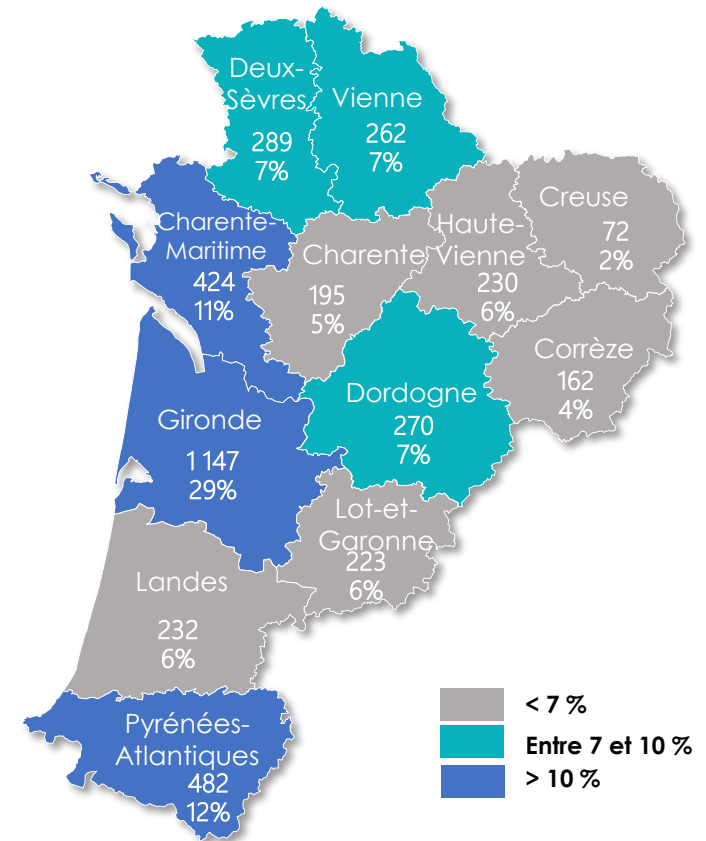 Deux-
Sèvres
289
7%
Vienne
262
7%
Charente-
Maritime
424
11%
Charente
195
5%
Haute-
Vienne
230
6%
Creuse
72
2%
Corrèze
162
4%
Dordogne
270
7%
Gironde
1 147
29%
Lot-et-
Garonne
223
6%
Landes
232
6%
Pyrénées-
Atlantiques
482
12%
< 7 %
Entre 7 et 10 %
> 10 %